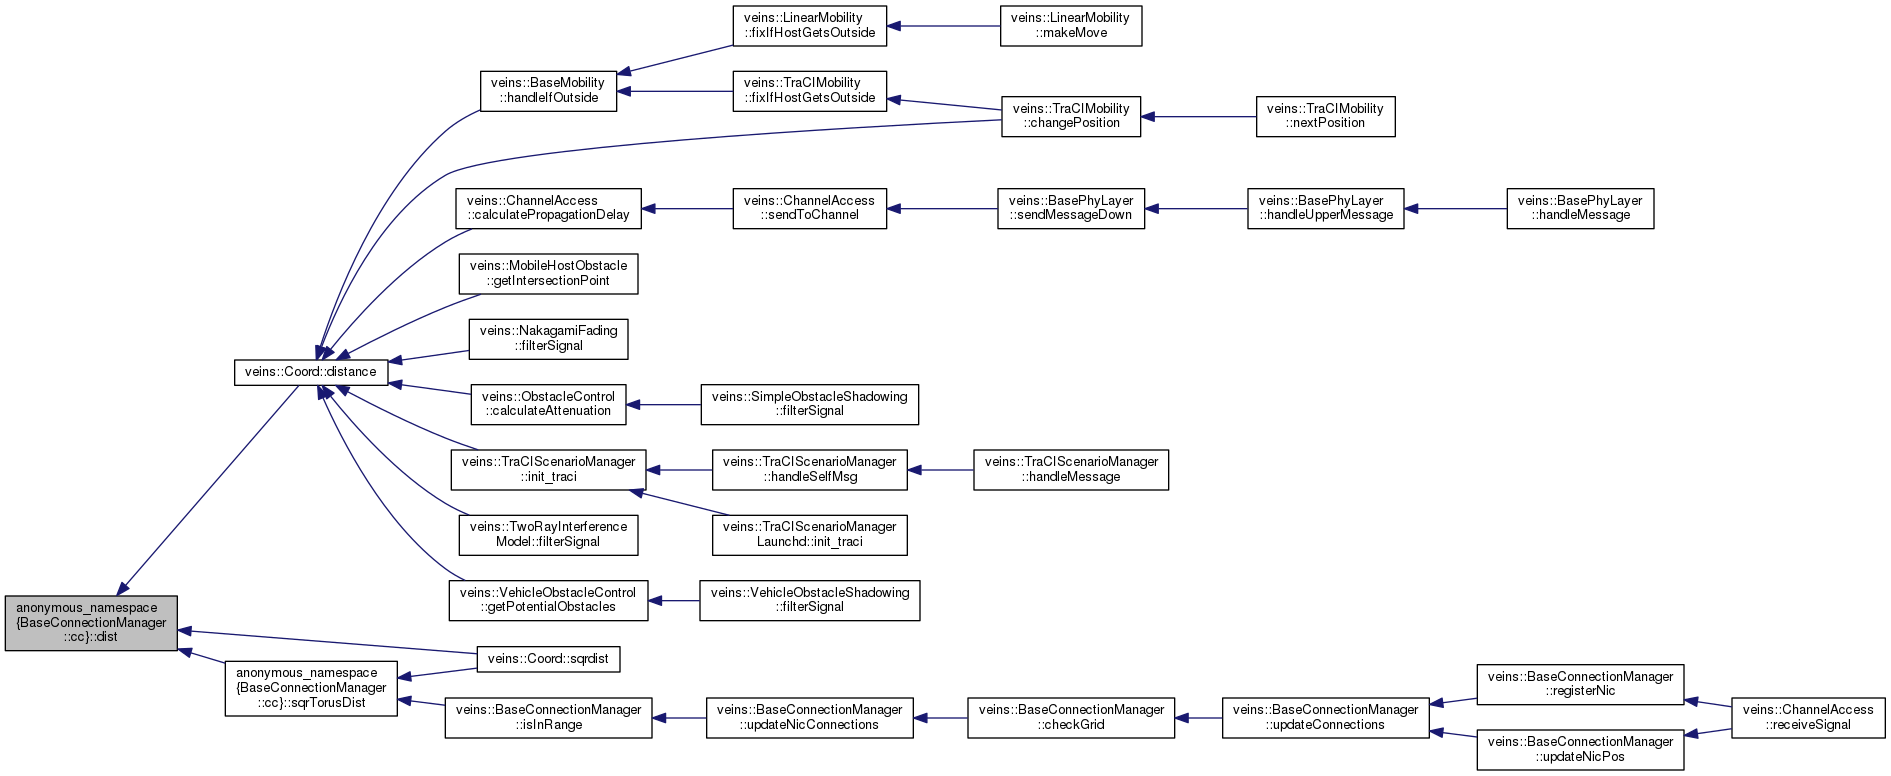 veins::LinearMobility
::fixIfHostGetsOutside
veins::LinearMobility
::makeMove
veins::BaseMobility
::handleIfOutside
veins::TraCIMobility
::fixIfHostGetsOutside
veins::TraCIMobility
::changePosition
veins::TraCIMobility
::nextPosition
veins::ChannelAccess
::calculatePropagationDelay
veins::ChannelAccess
::sendToChannel
veins::BasePhyLayer
::sendMessageDown
veins::BasePhyLayer
::handleUpperMessage
veins::BasePhyLayer
::handleMessage
veins::MobileHostObstacle
::getIntersectionPoint
veins::NakagamiFading
::filterSignal
veins::Coord::distance
veins::ObstacleControl
::calculateAttenuation
veins::SimpleObstacleShadowing
::filterSignal
veins::TraCIScenarioManager
::init_traci
veins::TraCIScenarioManager
::handleSelfMsg
veins::TraCIScenarioManager
::handleMessage
veins::TwoRayInterference
Model::filterSignal
veins::TraCIScenarioManager
Launchd::init_traci
veins::VehicleObstacleControl
::getPotentialObstacles
veins::VehicleObstacleShadowing
::filterSignal
anonymous_namespace
{BaseConnectionManager
::cc}::dist
veins::Coord::sqrdist
anonymous_namespace
{BaseConnectionManager
::cc}::sqrTorusDist
veins::BaseConnectionManager
::isInRange
veins::BaseConnectionManager
::updateNicConnections
veins::BaseConnectionManager
::checkGrid
veins::BaseConnectionManager
::updateConnections
veins::BaseConnectionManager
::registerNic
veins::BaseConnectionManager
::updateNicPos
veins::ChannelAccess
::receiveSignal